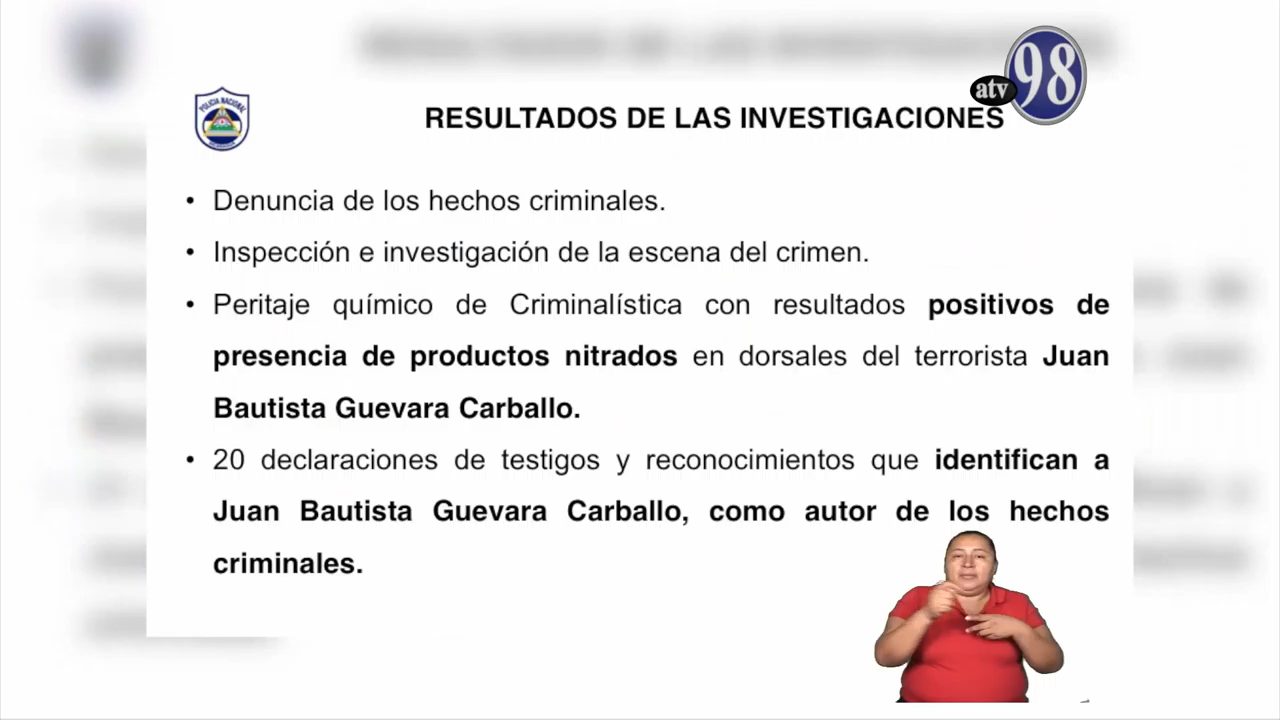 98
atv
POLICIA NACIONAL
RESULTADOS DE LAS INVESTIGACIONES
• Denuncia de los hechos criminales.
• Inspección e investigación de la escena del crimen.
• Peritaje químico de Criminalística con resultados positivos de
presencia de productos nitrados en dorsales del terrorista Juan
Bautista Guevara Carballo.
• 20 declaraciones de testigos y reconocimientos que identifican a
Juan Bautista Guevara Carballo, como autor de los hechos
criminales.